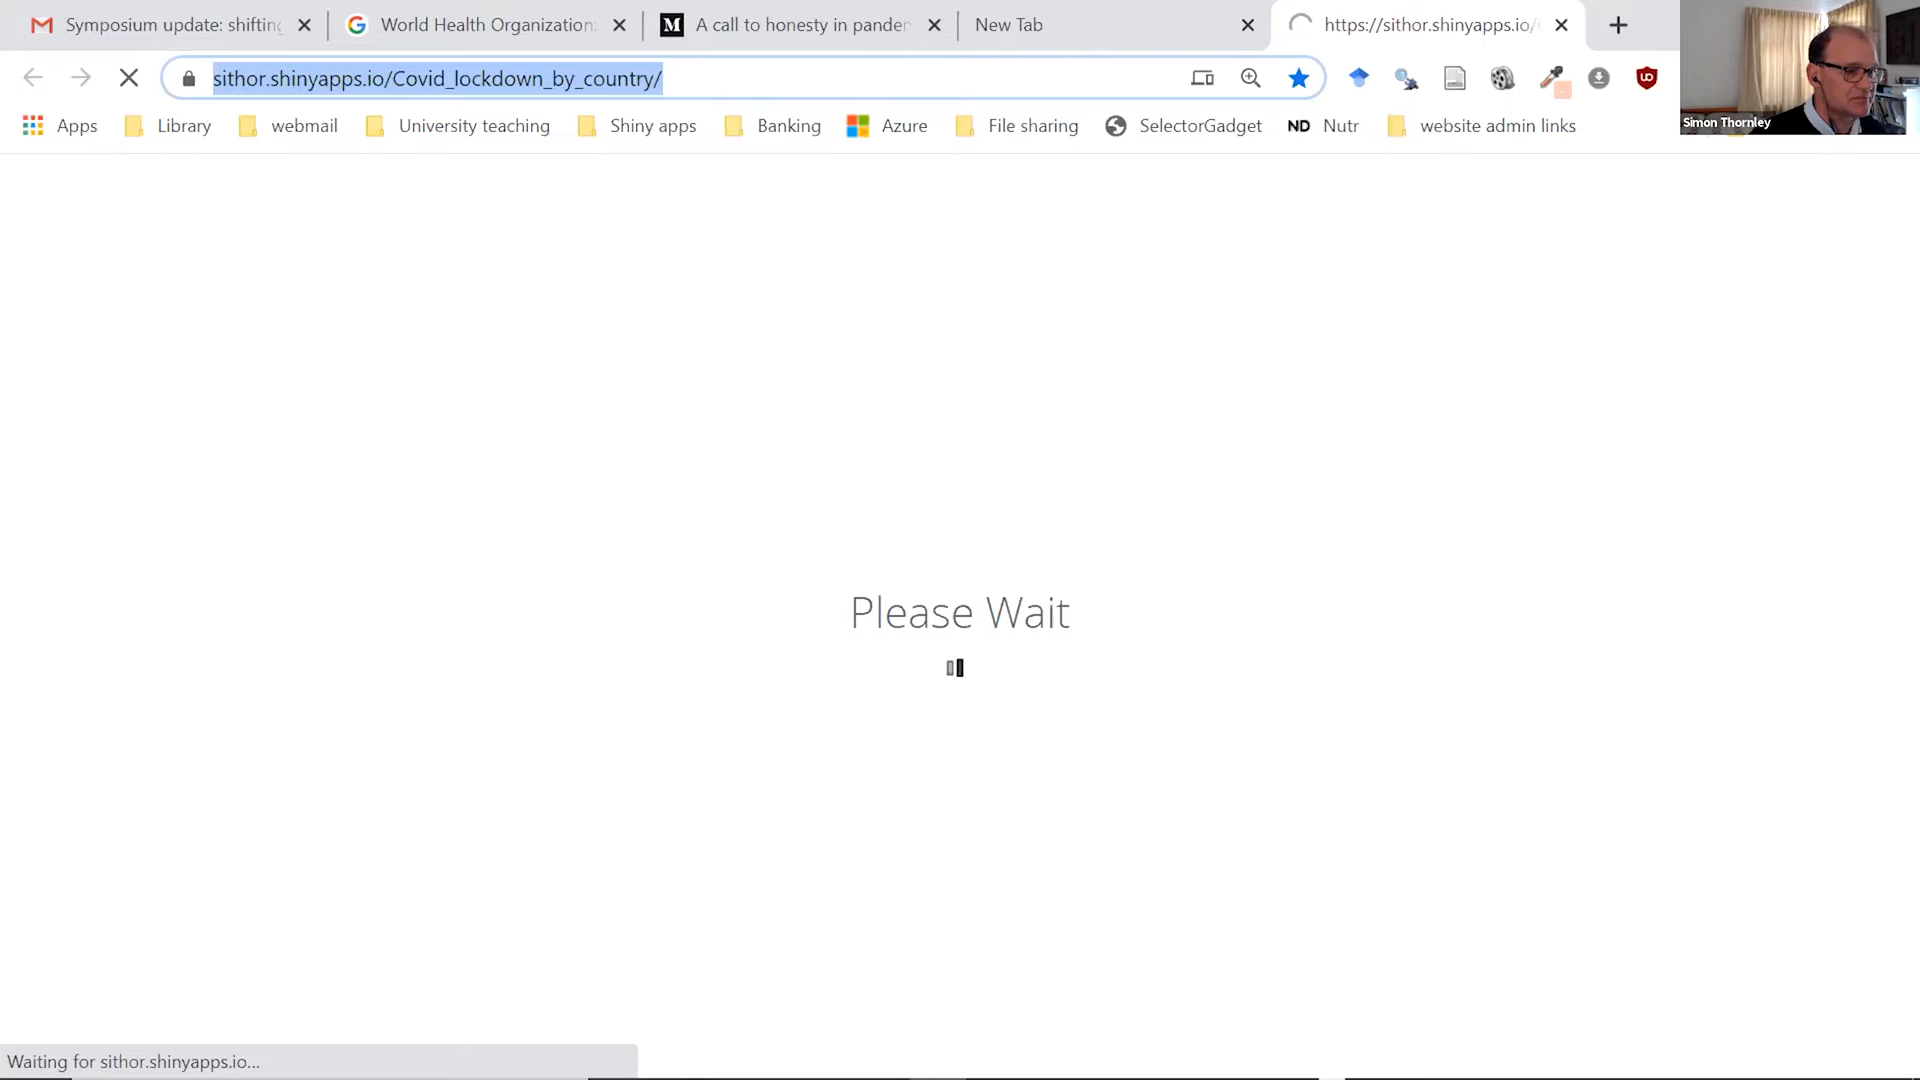 Symposium update: shifting
World Health Organization:
M A call to honesty in pander
New Tab
https://sithor.shinyapps.io/
sithor.shinyapps.io/Covid_lockdown_by_country/
Apps Library webmail University teaching Shiny apps Banking Azure File sharing SelectorGadget ND Nutr website admin links
Simon Thornley
Please Wait
Waiting for sithor.shinyapps.io...